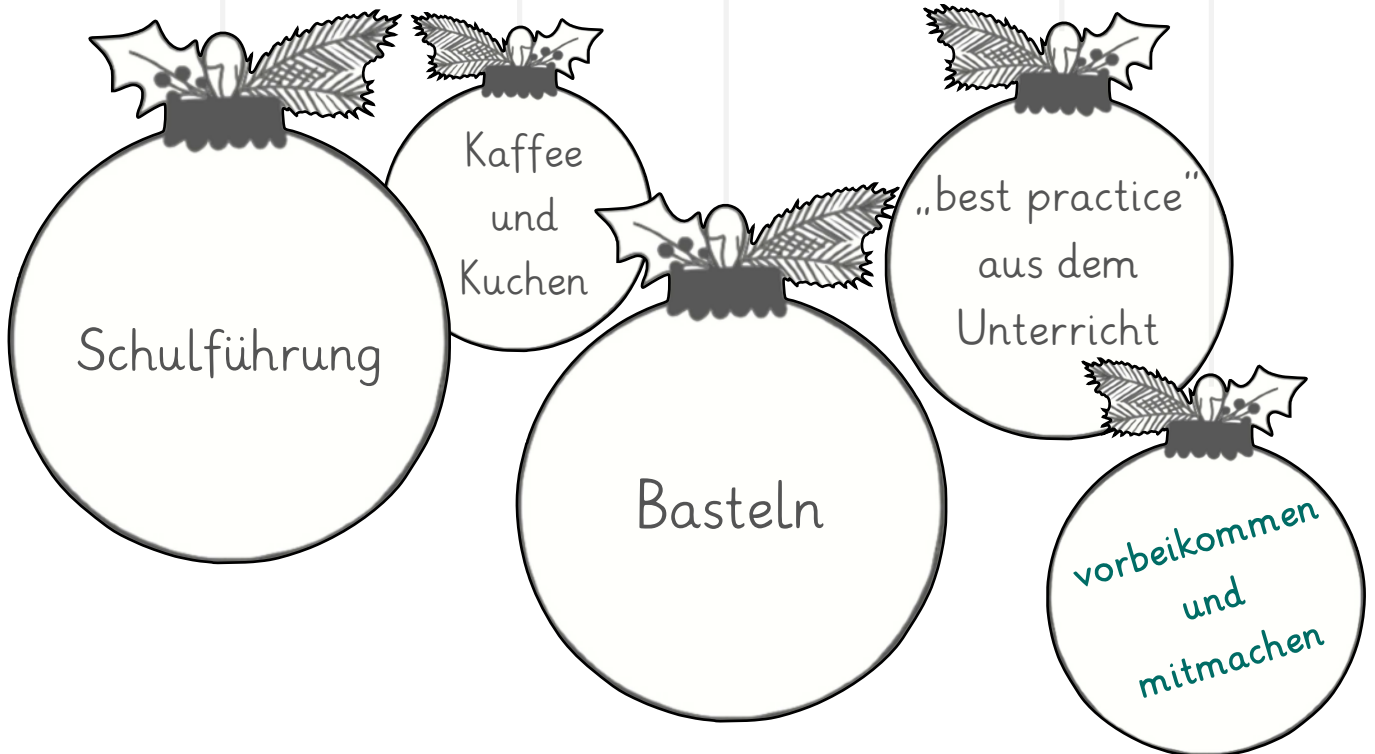 Schulführung
Kaffee
und
Kuchen
Basteln
„best practice“
aus dem
Unterricht
vorbeikommen
und
mitmachen